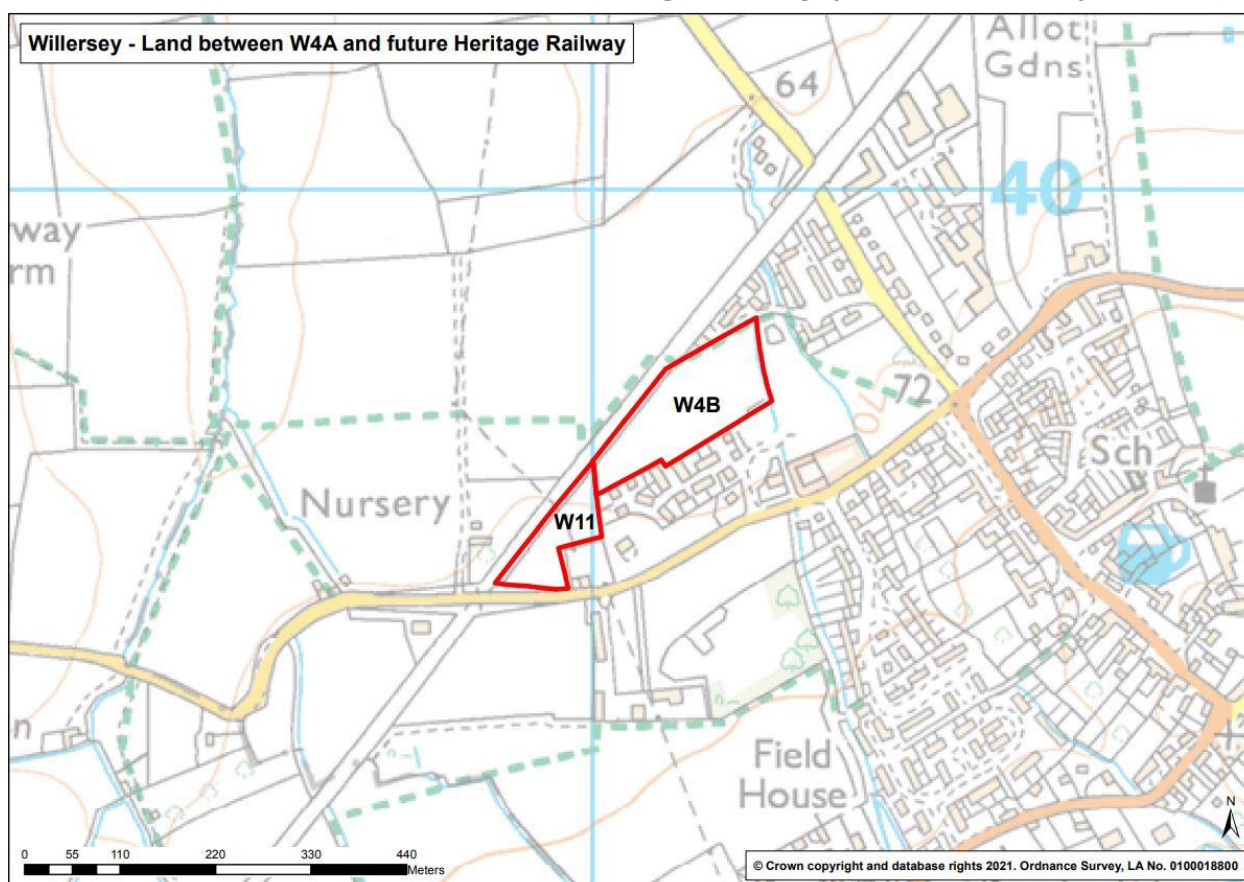 Willersey - Land between W4A and future Heritage Railway
Allot
Gdns
64
40
way
rm
W4B
72
70
Sch
Nursery
W11
n
Field
House
N
0 55 110 220 330 440
Meters
© Crown copyright and database rights 2021. Ordnance Survey, LA No. 0100018800